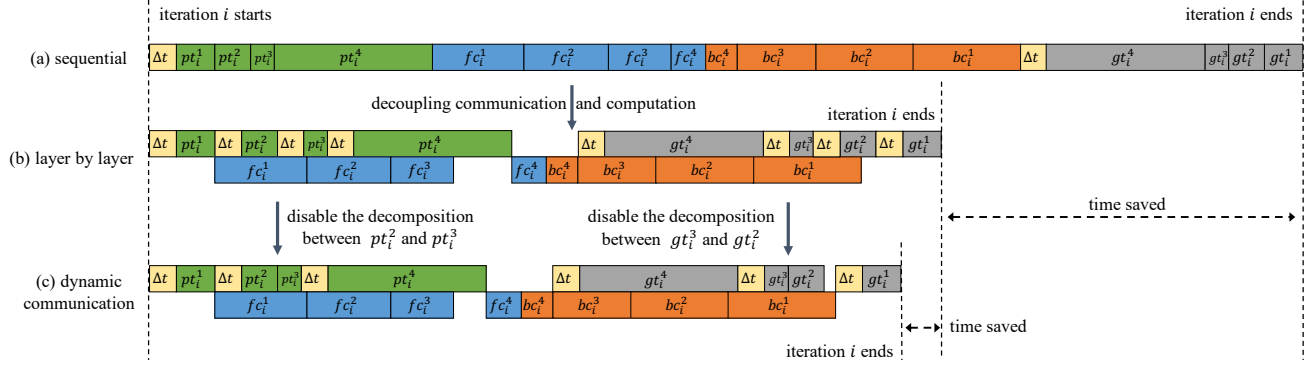 iteration i starts
iteration i ends
(a) sequential
Δt pt_i^1 pt_i^2 pt_i^3 pt_i^4 fc_i^1 fc_i^2 fc_i^3 fc_i^4 bc_i^4 bc_i^3 bc_i^2 bc_i^1 Δt gt_i^4 gt_i^3 gt_i^2 gt_i^1
decoupling communication and computation
iteration i ends
(b) layer by layer
Δt pt_i^1 Δt pt_i^2 Δt pt_i^3 Δt pt_i^4 Δt gt_i^4 Δt gt_i^3 Δt gt_i^2 Δt gt_i^1
fc_i^1 fc_i^2 fc_i^3 fc_i^4 bc_i^4 bc_i^3 bc_i^2 bc_i^1
disable the decomposition
between pt_i^2 and pt_i^3
disable the decomposition
between gt_i^3 and gt_i^2
time saved
(c) dynamic
communication
Δt pt_i^1 Δt pt_i^2 pt_i^3 Δt pt_i^4 Δt gt_i^4 Δt gt_i^3 gt_i^2 Δt gt_i^1
fc_i^1 fc_i^2 fc_i^3 fc_i^4 bc_i^4 bc_i^3 bc_i^2 bc_i^1
time saved
iteration i ends